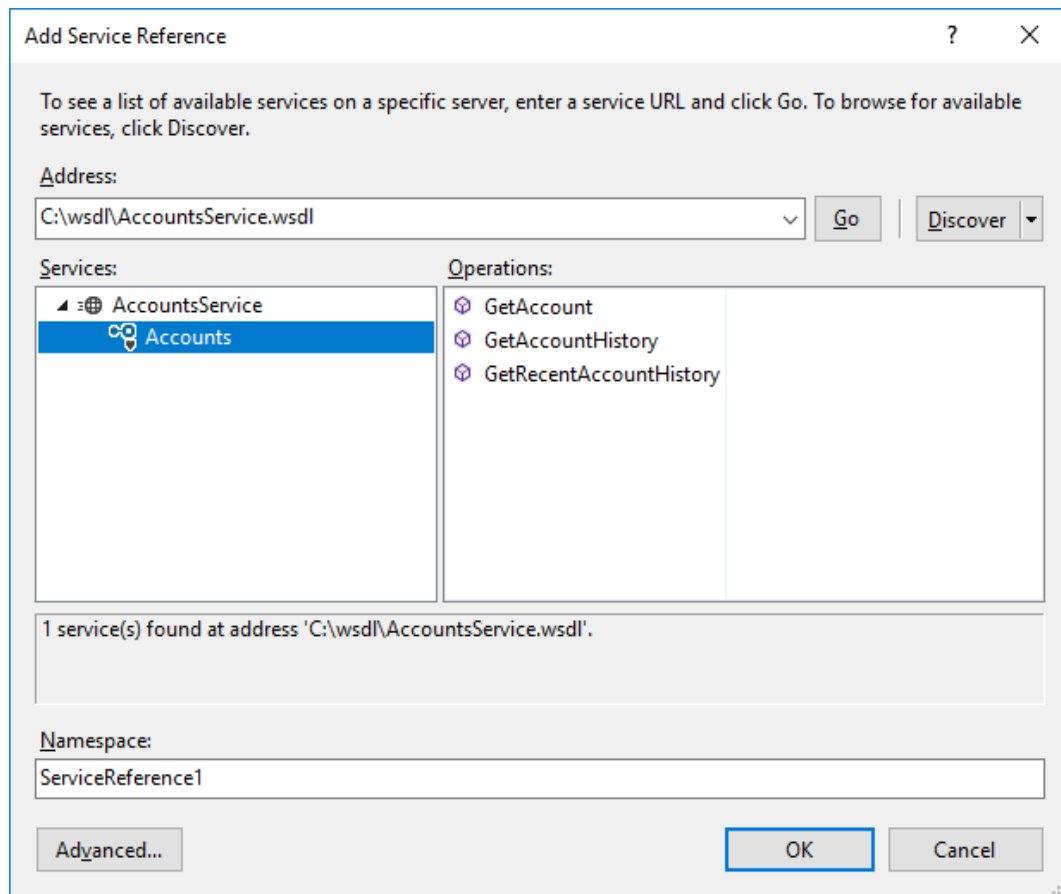 Add Service Reference
?
To see a list of available services on a specific server, enter a service URL and click Go. To browse for available
services, click Discover.
Address:
C:\wsdl\AccountsService.wsdl
Go
Discover
Services:
Operations:
AccountsService
Accounts
GetAccount
GetAccountHistory
GetRecentAccountHistory
1 service(s) found at address 'C:\wsdl\AccountsService.wsdl'.
Namespace:
ServiceReference1
Advanced...
OK
Cancel